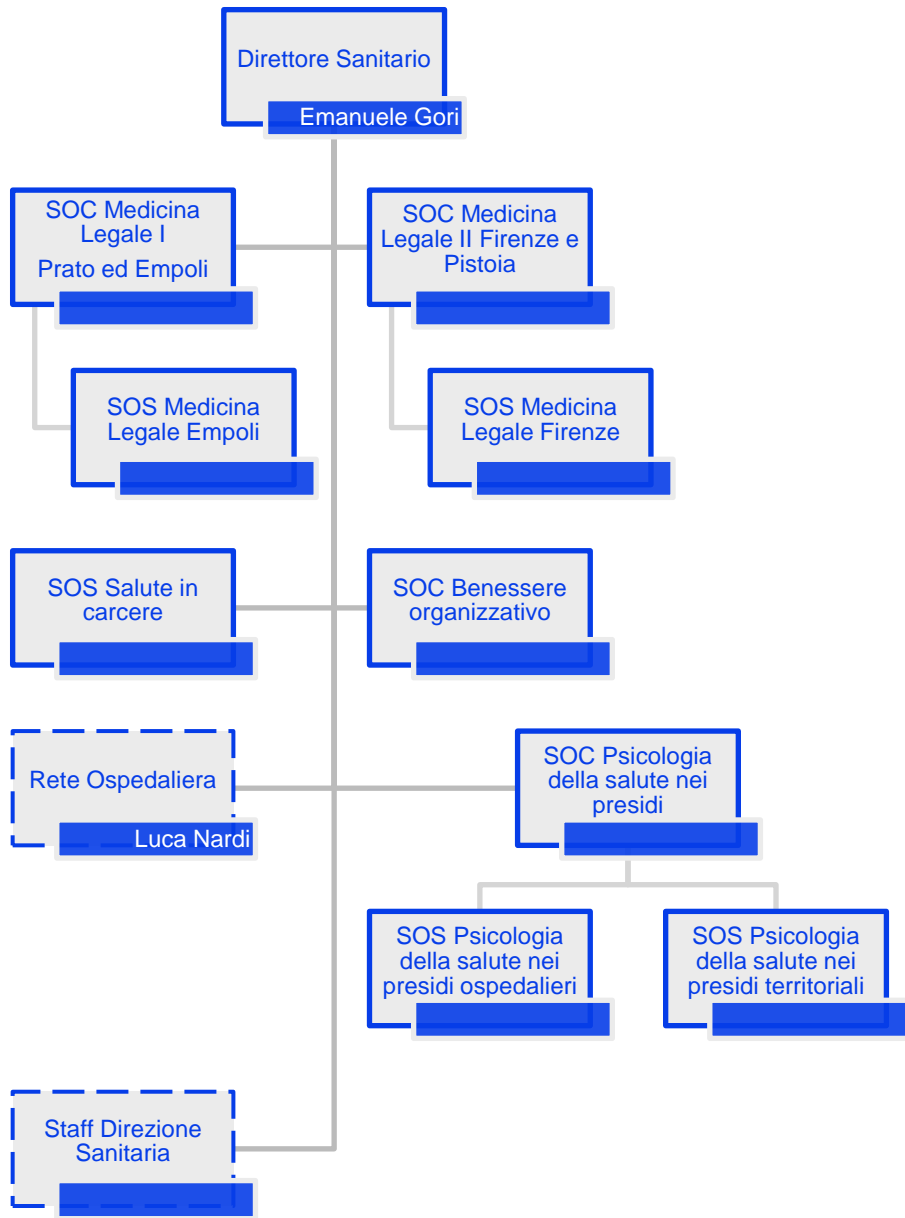 Direttore Sanitario
Emanuele Gori
SOC Medicina
Legale I
Prato ed Empoli
SOC Medicina
Legale II Firenze e
Pistoia
SOS Medicina
Legale Empoli
SOS Medicina
Legale Firenze
SOS Salute in
carcere
SOC Benessere
organizzativo
Rete Ospedaliera
Luca Nardi
SOC Psicologia
della salute nei
presidi
SOS Psicologia
della salute nei
presidi ospedalieri
SOS Psicologia
della salute nei
presidi territoriali
Staff Direzione
Sanitaria